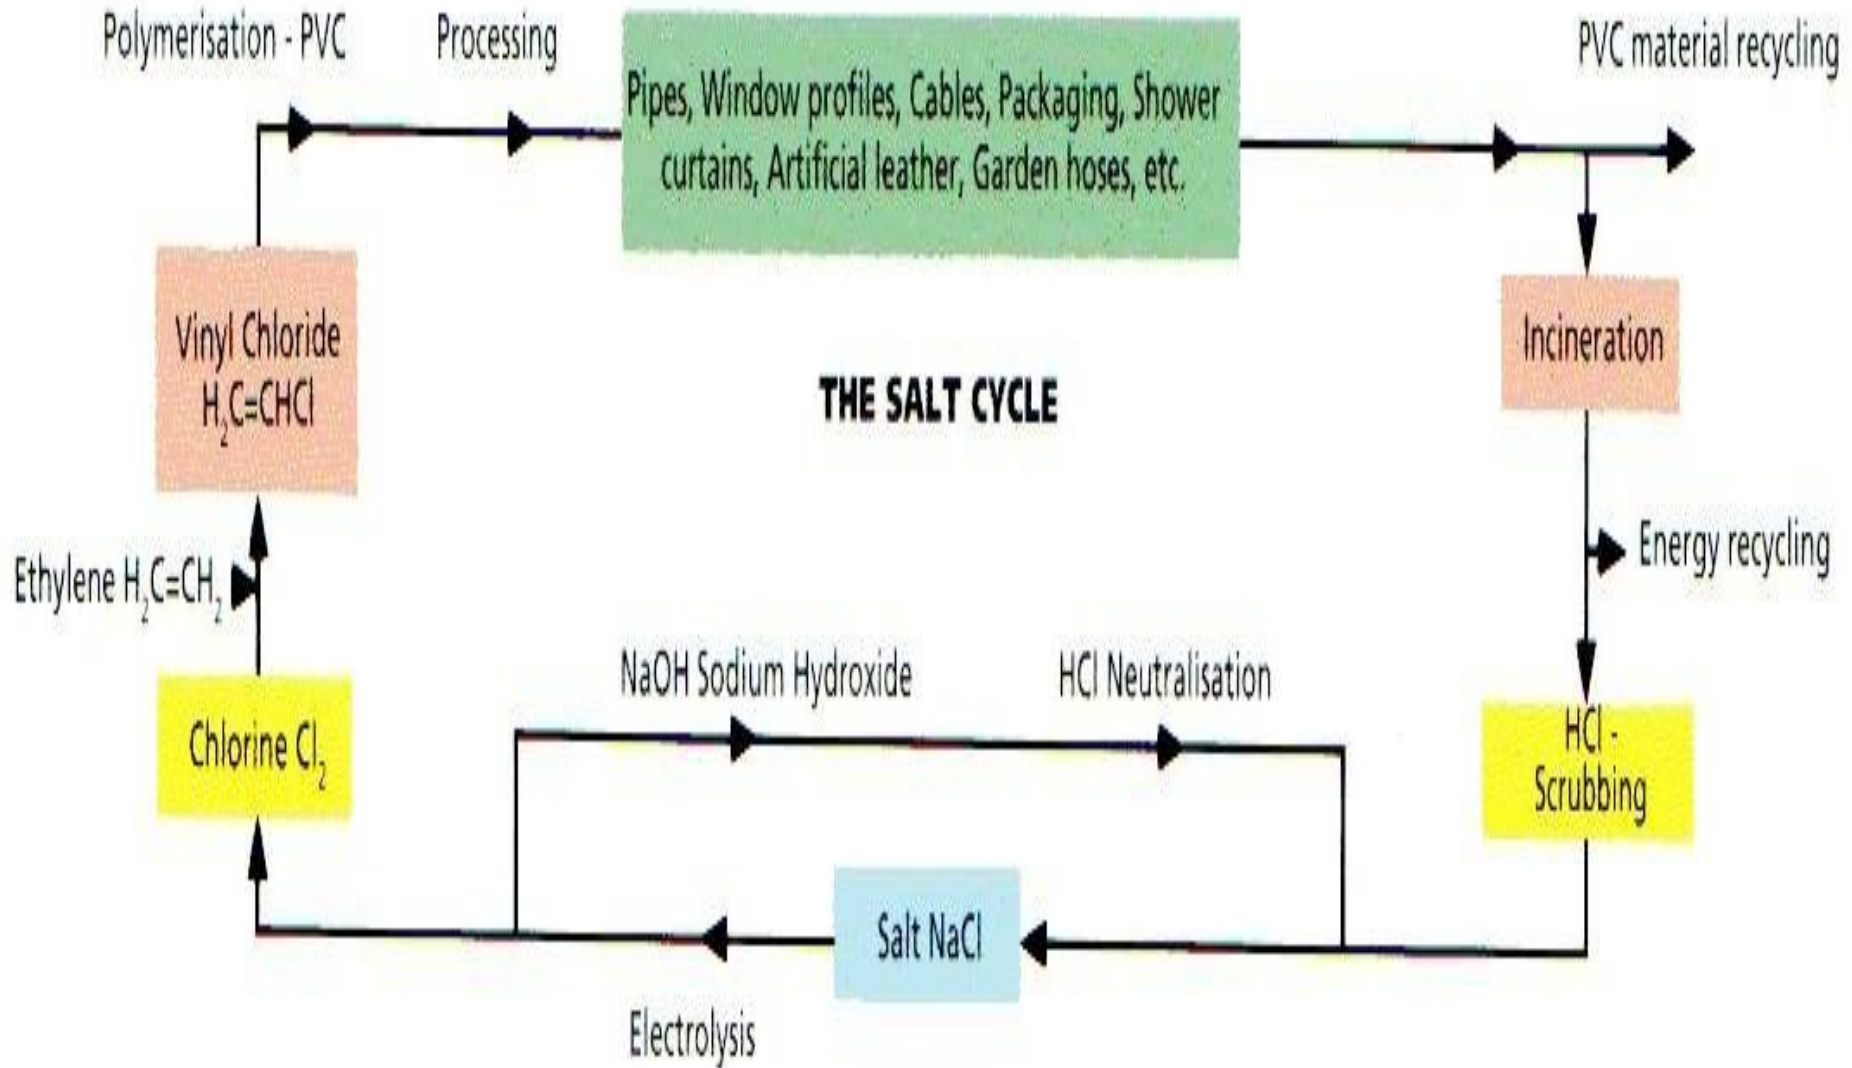 Polymerisation - PVC
Processing
Pipes, Window profiles, Cables, Packaging, Shower
curtains, Artificial leather, Garden hoses, etc.
PVC material recycling
Vinyl Chloride
H₂C=CHCl
Incineration
THE SALT CYCLE
Ethylene H₂C=CH₂
Energy recycling
NaOH Sodium Hydroxide
HCl Neutralisation
Chlorine Cl₂
HCl -
Scrubbing
Salt NaCl
Electrolysis